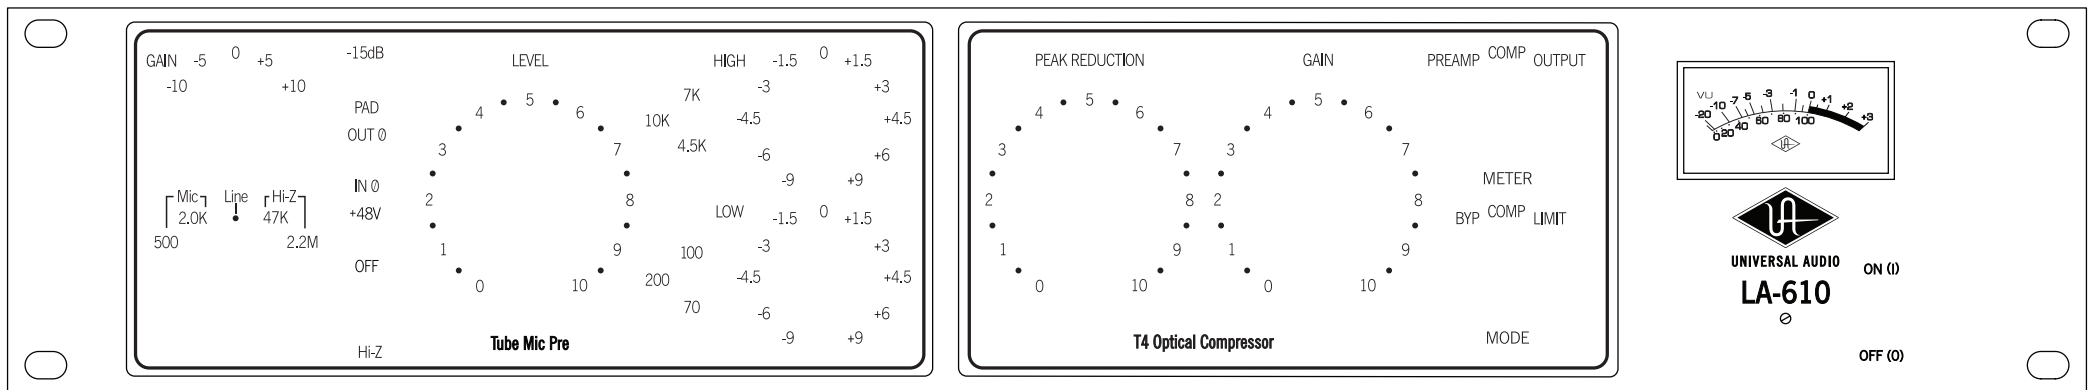 GAIN -5 0 +5
-10 +10
-15dB
PAD
OUT Ø
IN Ø
+48V
OFF
Hi-Z
Mic Line Hi-Z
2.0K 47K
500 2.2M
LEVEL
0 1 2 3 4 5 6 7 8 9 10
Tube Mic Pre
HIGH
7K
10K
4.5K
-1.5 0 +1.5
-3 +3
-4.5 +4.5
-6 +6
-9 +9
LOW
100
200
70
-1.5 0 +1.5
-3 +3
-4.5 +4.5
-6 +6
-9 +9
PEAK REDUCTION
0 1 2 3 4 5 6 7 8 9 10
GAIN
0 1 2 3 4 5 6 7 8 9 10
T4 Optical Compressor
PREAMP COMP OUTPUT
METER
BYP COMP LIMIT
MODE
VU
-20 -10 -7 -5 -3 -1 0 +1 +2 +3
0 20 40 60 80 100
UA
UA
UNIVERSAL AUDIO
LA-610
ON (I)
OFF (O)